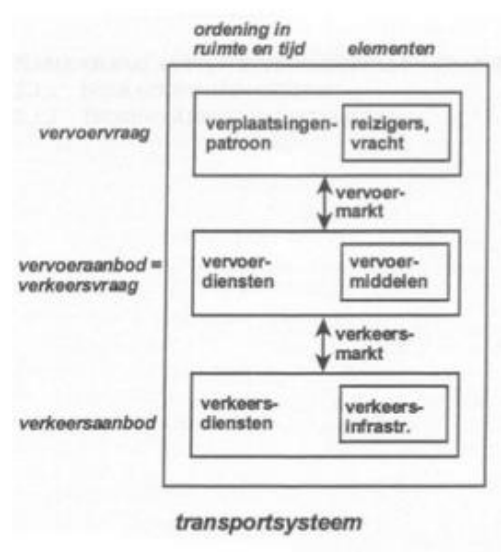 ordening in
ruimte en tijd
elementen
vervoervraag
verplaatsingen-
patroon
reizigers,
vracht
vervoer-
markt
vervoeraanbod =
verkeersvraag
vervoer-
diensten
vervoer-
middelen
verkeers-
markt
verkeersaanbod
verkeers-
diensten
verkeers-
infrastr.
transportsysteem